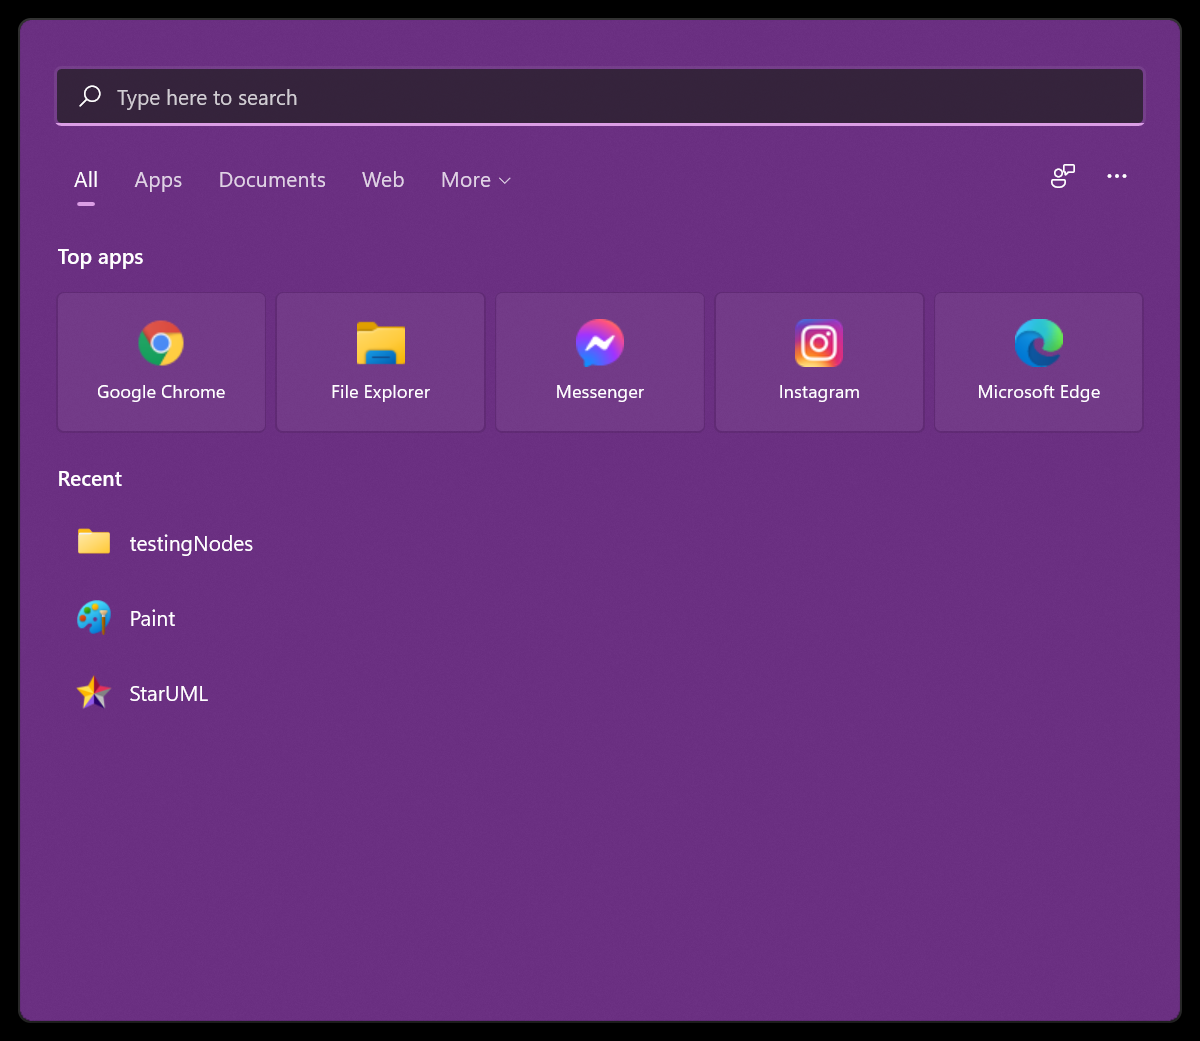 Type here to search
All Apps Documents Web More
Top apps
Google Chrome File Explorer Messenger Instagram Microsoft Edge
Recent
testingNodes
Paint
StarUML